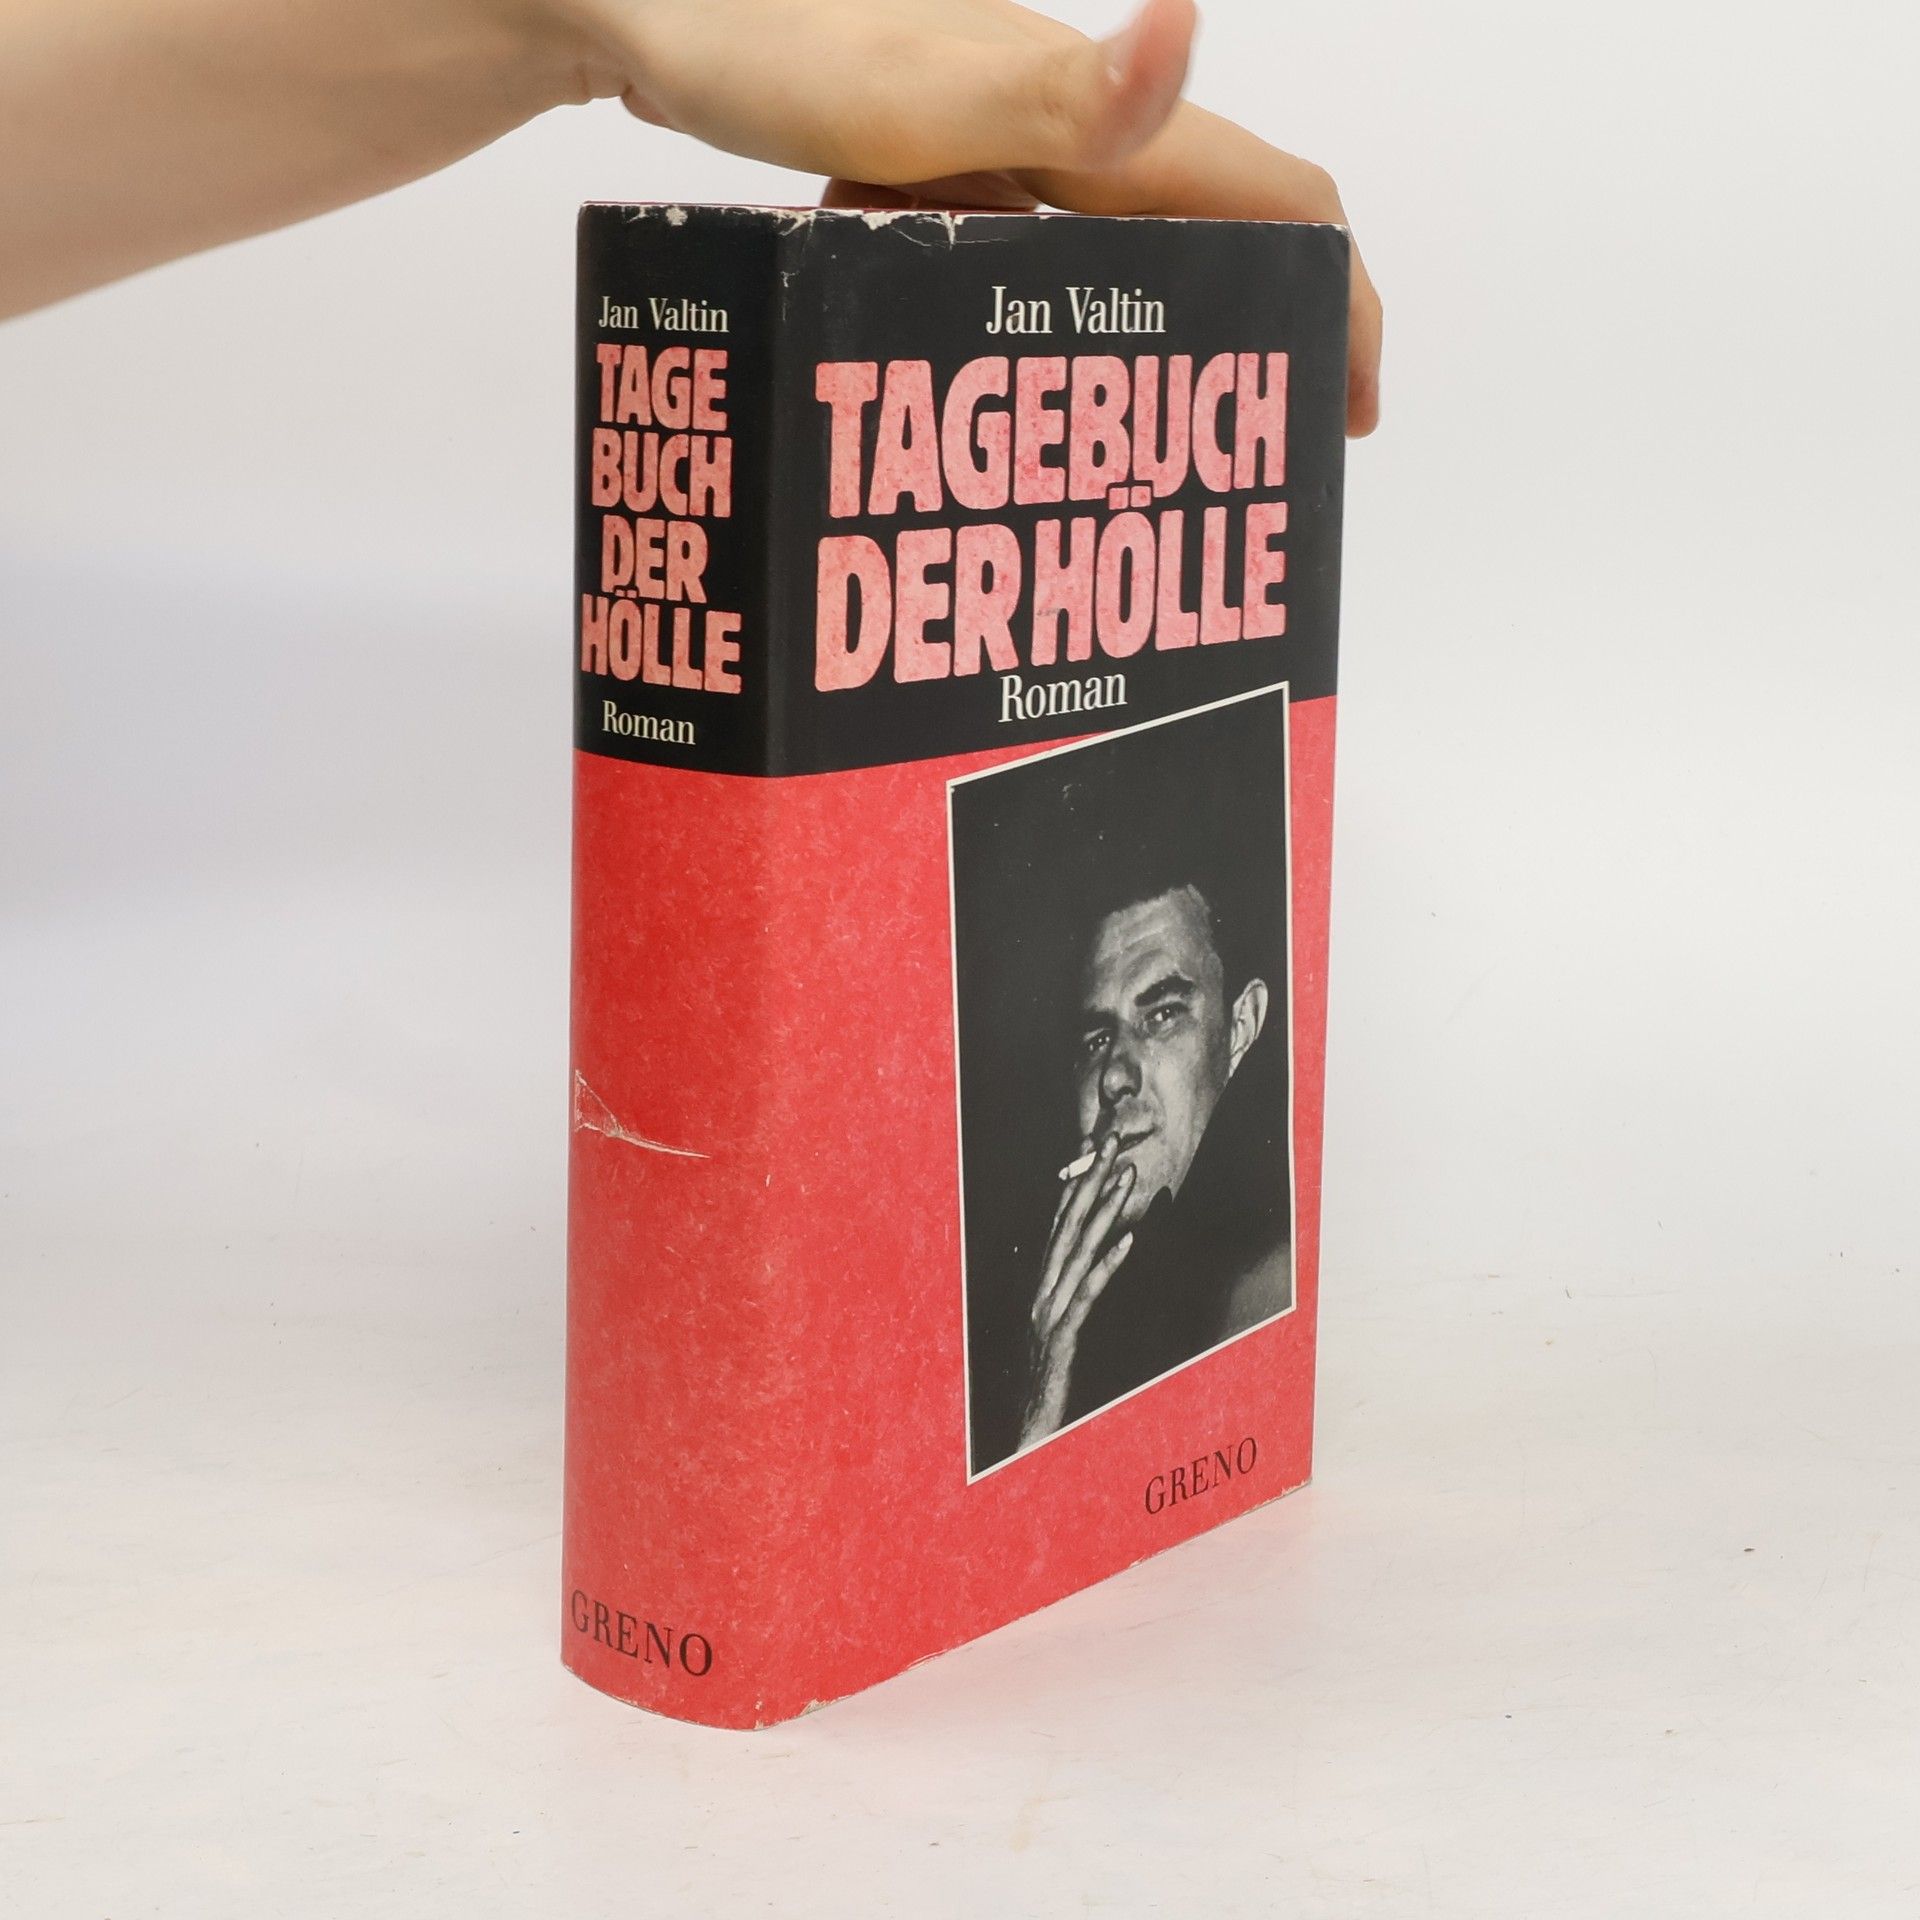 Jan Valtin
TAGE
BUCH
DER
HÖLLE
Roman
GRENO
Jan Valtin
TAGEBUCH
DER HÖLLE
Roman
GRENO